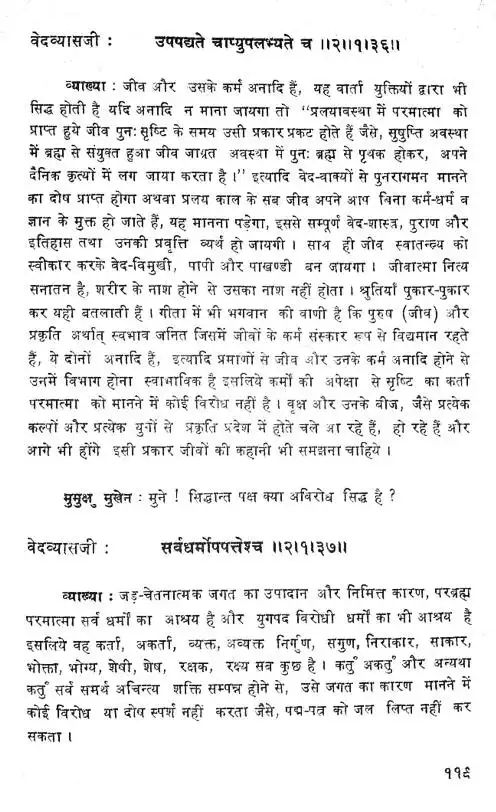 वेदव्यासजी : उपपद्यते चाप्युपलभ्यते च ॥२॥१॥३६॥
व्याख्या : जीव और उसके कर्म अनादि हैं, यह वार्ता युक्तियों द्वारा भी
सिद्ध होती है यदि अनादि न माना जायगा तो "प्रलयावस्था में परमात्मा को
प्राप्त हुये जीव पुनः सृष्टि के समय उसी प्रकार प्रकट होते हैं जैसे, सुषुप्ति अवस्था
में ब्रह्म से संयुक्त हुआ जीव जाग्रत अवस्था में पुनः ब्रह्म से पृथक होकर, अपने
दैनिक कृत्यों में लग जाया करता है।" इत्यादि वेद-वाक्यों से पुनरागमन मानने
का दोष प्राप्त होगा अथवा प्रलय काल के सब जीव अपने आप बिना कर्म-धर्म व
ज्ञान के मुक्त हो जाते हैं, यह मानना पड़ेगा, इससे सम्पूर्ण वेद-शास्त्र, पुराण और
इतिहास तथा उनकी प्रवृत्ति व्यर्थ हो जायगी । साथ ही जीव स्वातन्त्र्य को
स्वीकार करके वेद-विमुखी, पापी और पाखण्डी बन जायगा । जीवात्मा नित्य
सनातन है, शरीर के नाश होने से उसका नाश नहीं होता । श्रुतियाँ पुकार-पुकार
कर यही बतलाती हैं । गीता में भी भगवान की वाणी है कि पुरुष (जीव) और
प्रकृति अर्थात् स्वभाव जनित जिसमें जीवों के कर्म संस्कार रूप से विद्यमान रहते
हैं, ये दोनों अनादि हैं, इत्यादि प्रमाणों से जीव और उनके कर्म अनादि होने से
उनमें विभाग होना स्वाभाविक है इसलिये कर्मों की अपेक्षा से सृष्टि का कर्ता
परमात्मा को मानने में कोई विरोध नहीं है । वृक्ष और उनके बीज, जैसे प्रत्येक
कल्पों और प्रत्येक युगों से प्रकृति प्रदेश में होते चले आ रहे हैं, हो रहें हैं और
आगे भी होंगे इसी प्रकार जीवों की कहानी भी समझना चाहिये ।
मुमुक्षु मुखेन : मुने ! सिद्धान्त पक्ष क्या अविरोध सिद्ध है ?
वेदव्यासजी : सर्वधर्मोपपत्तेश्च ॥२॥१॥३७॥
व्याख्या : जड़-चेतनात्मक जगत का उपादान और निमित्त कारण, परब्रह्म
परमात्मा सर्व धर्मों का आश्रय है और युगपद विरोधी धर्मों का भी आश्रय है
इसलिये वह कर्ता, अकर्ता, व्यक्त, अव्यक्त निर्गुण, सगुण, निराकार, साकार,
भोक्ता, भोग्य, शेषी, शेष, रक्षक, रक्ष्य सब कुछ है । कर्तुं अकर्तुं और अन्यथा
कर्तुं सर्व समर्थ अचिन्त्य शक्ति सम्पन्न होने से, उसे जगत का कारण मानने में
कोई विरोध या दोष स्पर्श नहीं करता जैसे, पद्म-पत्र को जल लिप्त नहीं कर
सकता ।
११९